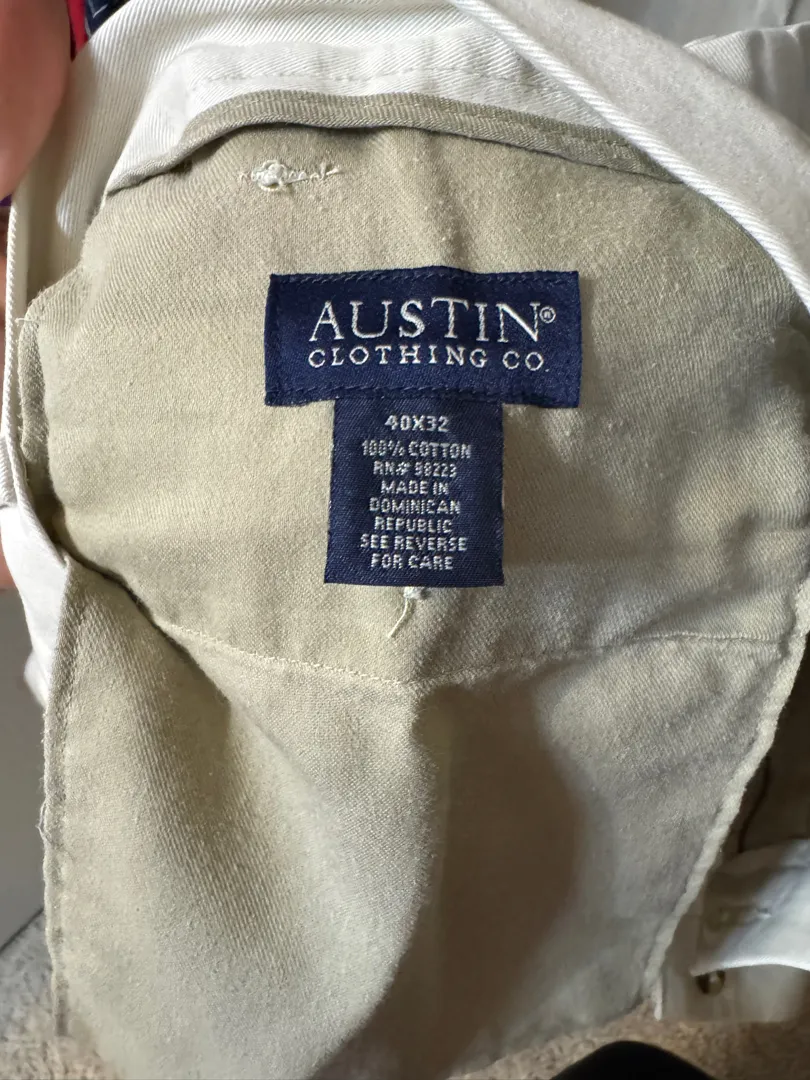 AUSTIN®
CLOTHING CO.
40X32
100% COTTON
RN# 98223
MADE IN
DOMINICAN
REPUBLIC
SEE REVERSE
FOR CARE